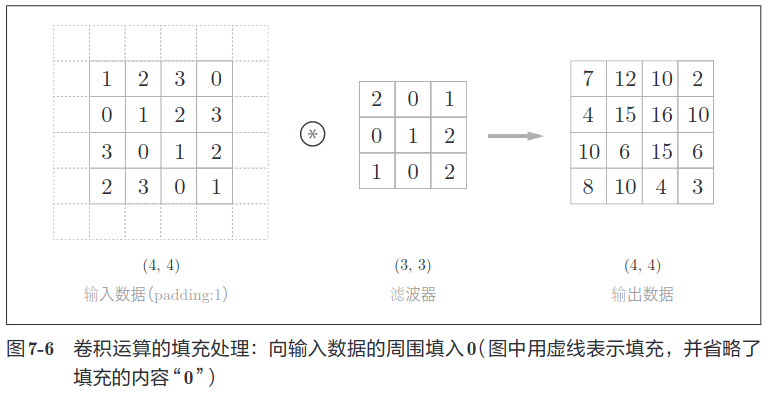 1 2 3 0
0 1 2 3
3 0 1 2
2 3 0 1
(4, 4)
输入数据(padding:1)
*
2 0 1
0 1 2
1 0 2
(3, 3)
滤波器
7 12 10 2
4 15 16 10
10 6 15 6
8 10 4 3
(4, 4)
输出数据
图7-6 卷积运算的填充处理：向输入数据的周围填入0(图中用虚线表示填充，并省略了
填充的内容“0”)